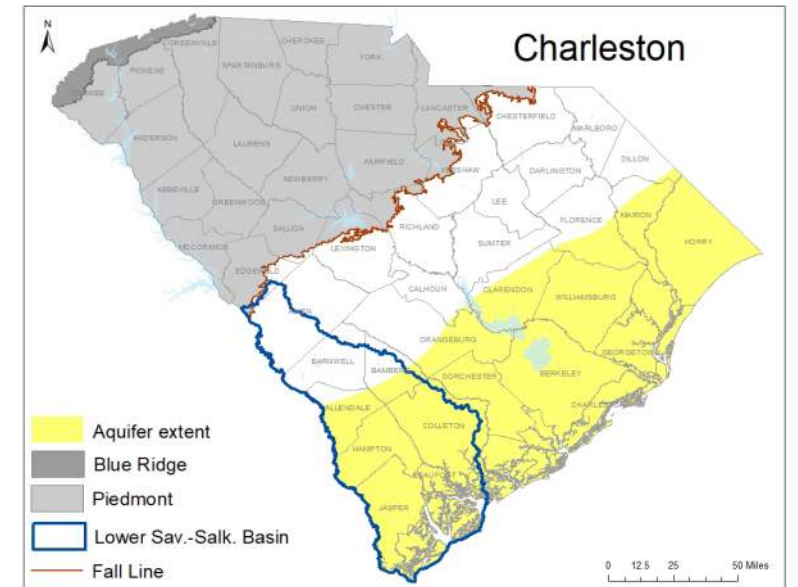 N
Charleston
GREENVILLE
CHEROKEE
YORK
PICKENS
SPARTANBURG
UNION
CHESTER
LANCASTER
CHESTERFIELD
MARLBORO
ANDERSON
LAURENS
FAIRFIELD
DARLINGTON
DILLON
ABBEVILLE
GREENWOOD
NEWBERRY
LEE
SALUDA
RICHLAND
FLORENCE
MARION
HORRY
MCCORMICK
LEXINGTON
SUMTER
CALHOUN
CLARENDON
WILLIAMSBURG
ORANGEBURG
GEORGETOWN
BARNWELL
DORCHESTER
BERKELEY
ALLENDALE
COLLETON
HAMPTON
BEAUFORT
JASPER
Aquifer extent
Blue Ridge
Piedmont
Lower Sav.-Salk. Basin
Fall Line
0 12.5 25 50 Miles